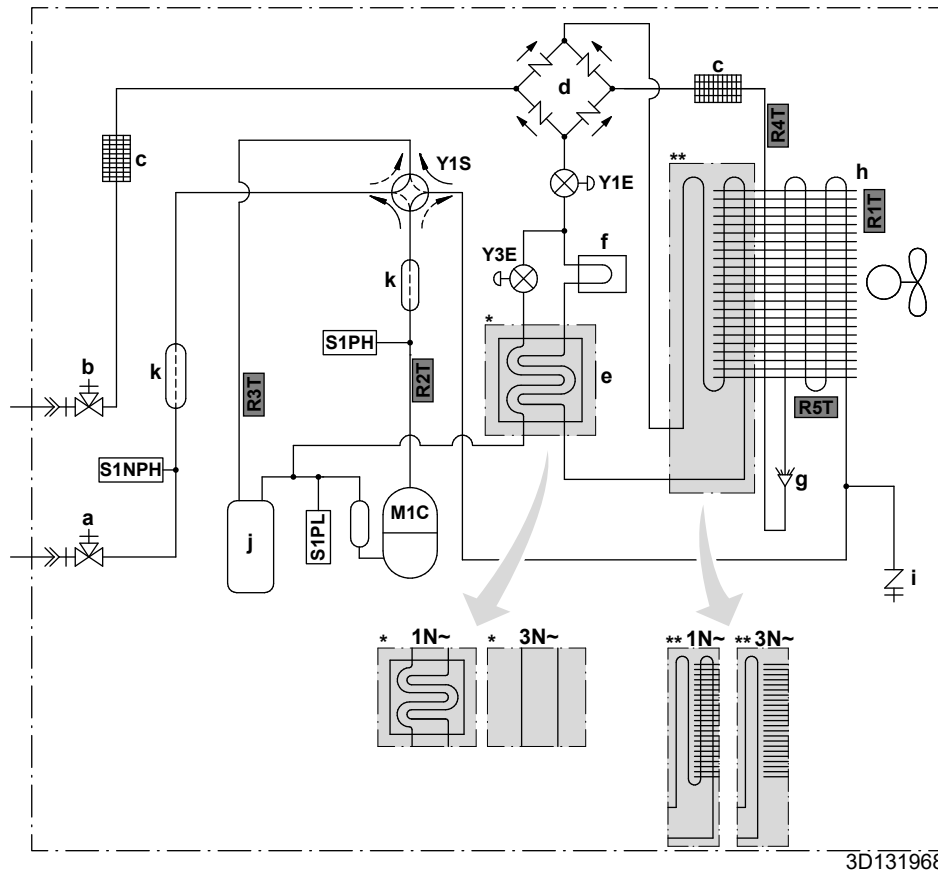 d
c
c
R4T
**
h
Y1S
Y1E
R1T
Y3E
f
k
*
S1PH
e
b
k
R3T
R2T
R5T
S1NPH
g
M1C
a
j
S1PL
i
* 1N~ * 3N~
** 1N~ ** 3N~
3D131968